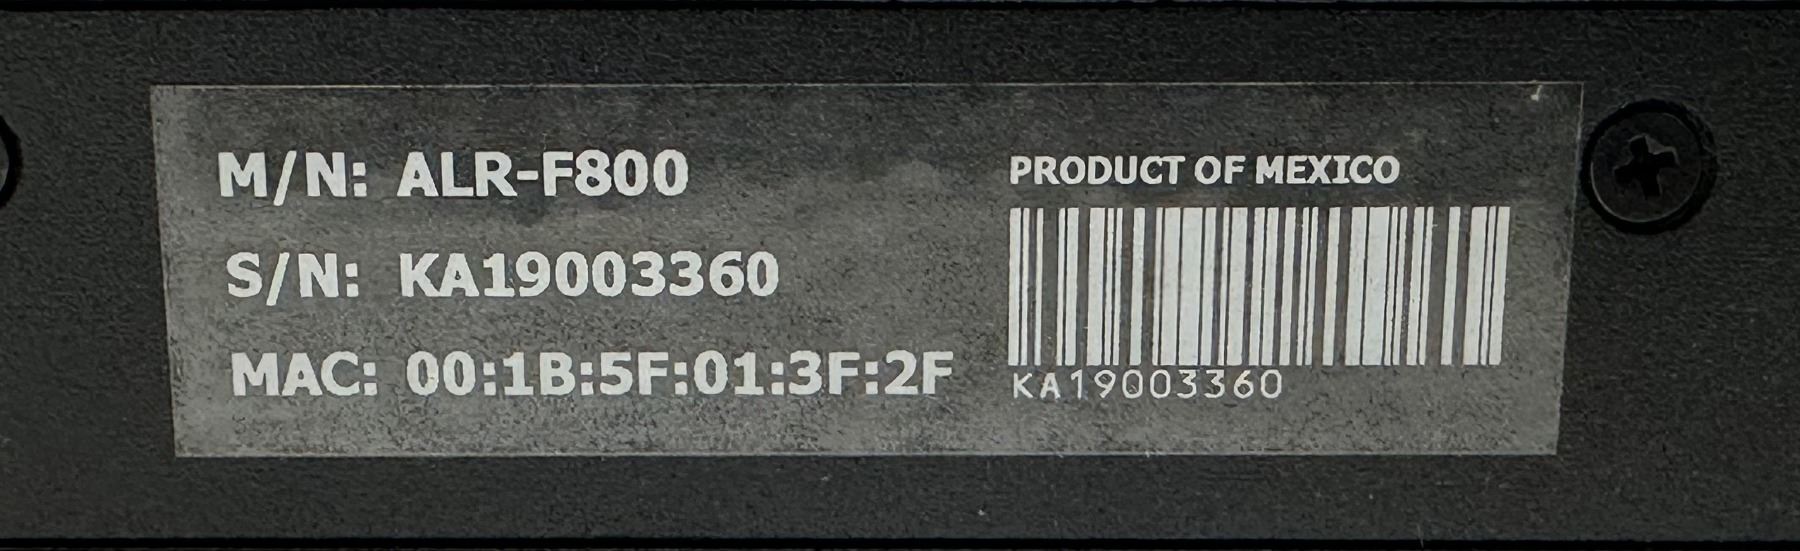 M/N: ALR-F800
S/N: KA19003360
MAC: 00:1B:5F:01:3F:2F
PRODUCT OF MEXICO
KA19003360